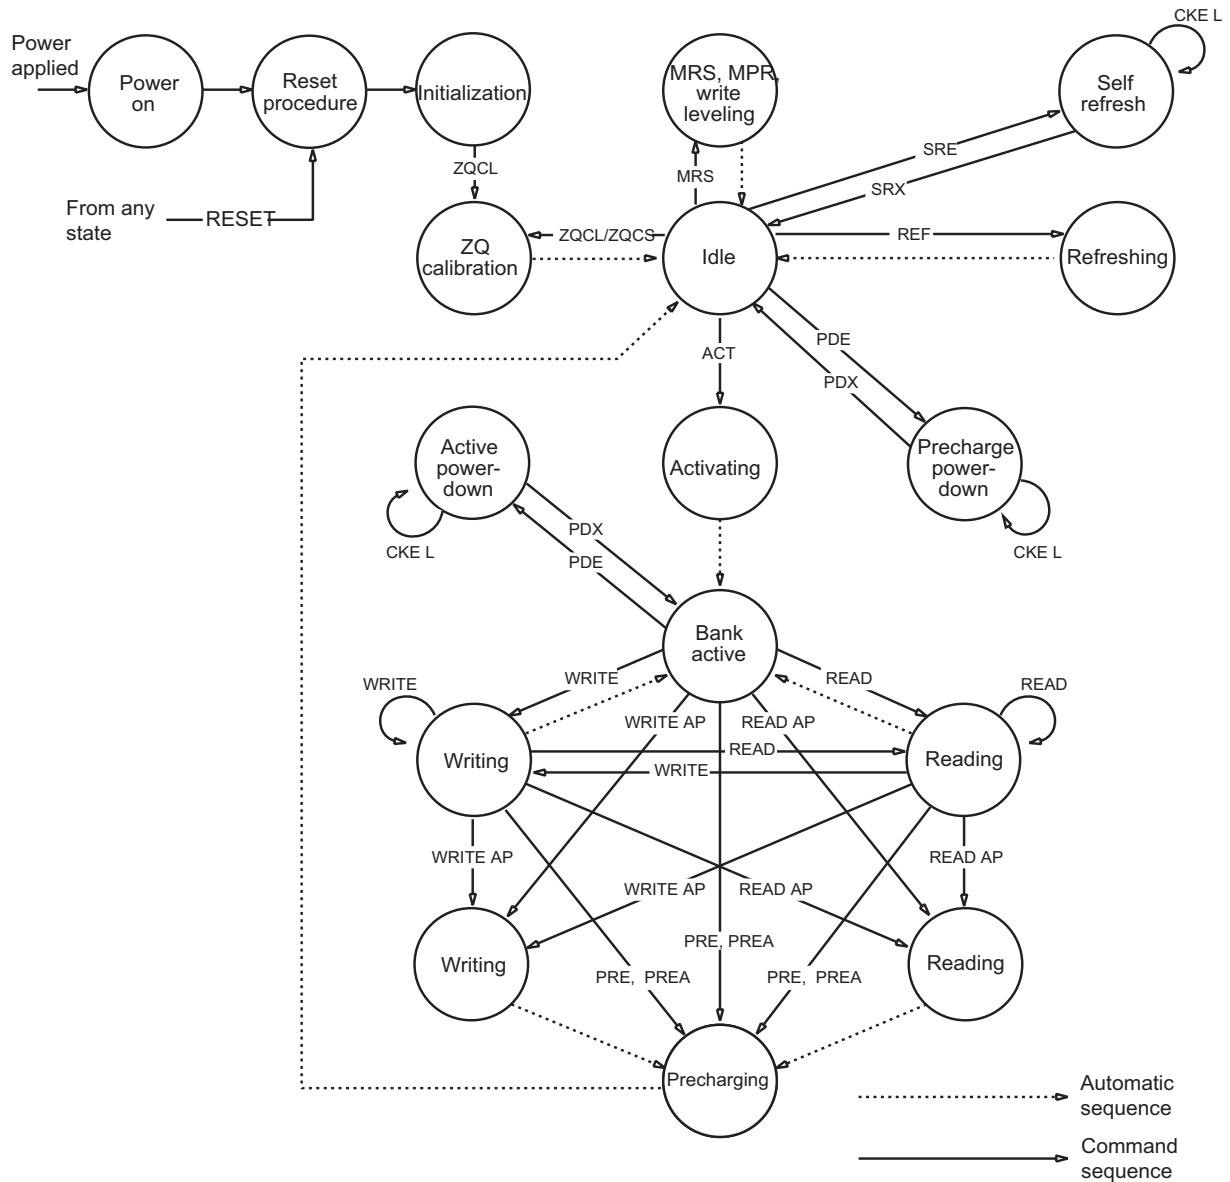 CKE L
Power
applied
Power
on
Reset
procedure
Initialization
MRS, MPR,
write
leveling
Self
refresh
ZQCL
MRS
SRE
SRX
From any
state
RESET
ZQ
calibration
ZQCL/ZQCS
Idle
REF
Refreshing
ACT
PDE
PDX
Active
power-
down
Activating
Precharge
power-
down
CKE L
PDX
PDE
CKE L
Bank
active
WRITE
WRITE
READ
READ
WRITE AP
READ AP
Writing
READ
WRITE
Reading
WRITE AP
READ AP
WRITE AP
READ AP
PRE, PREA
Writing
Reading
PRE, PREA
PRE, PREA
Precharging
Automatic
sequence
Command
sequence